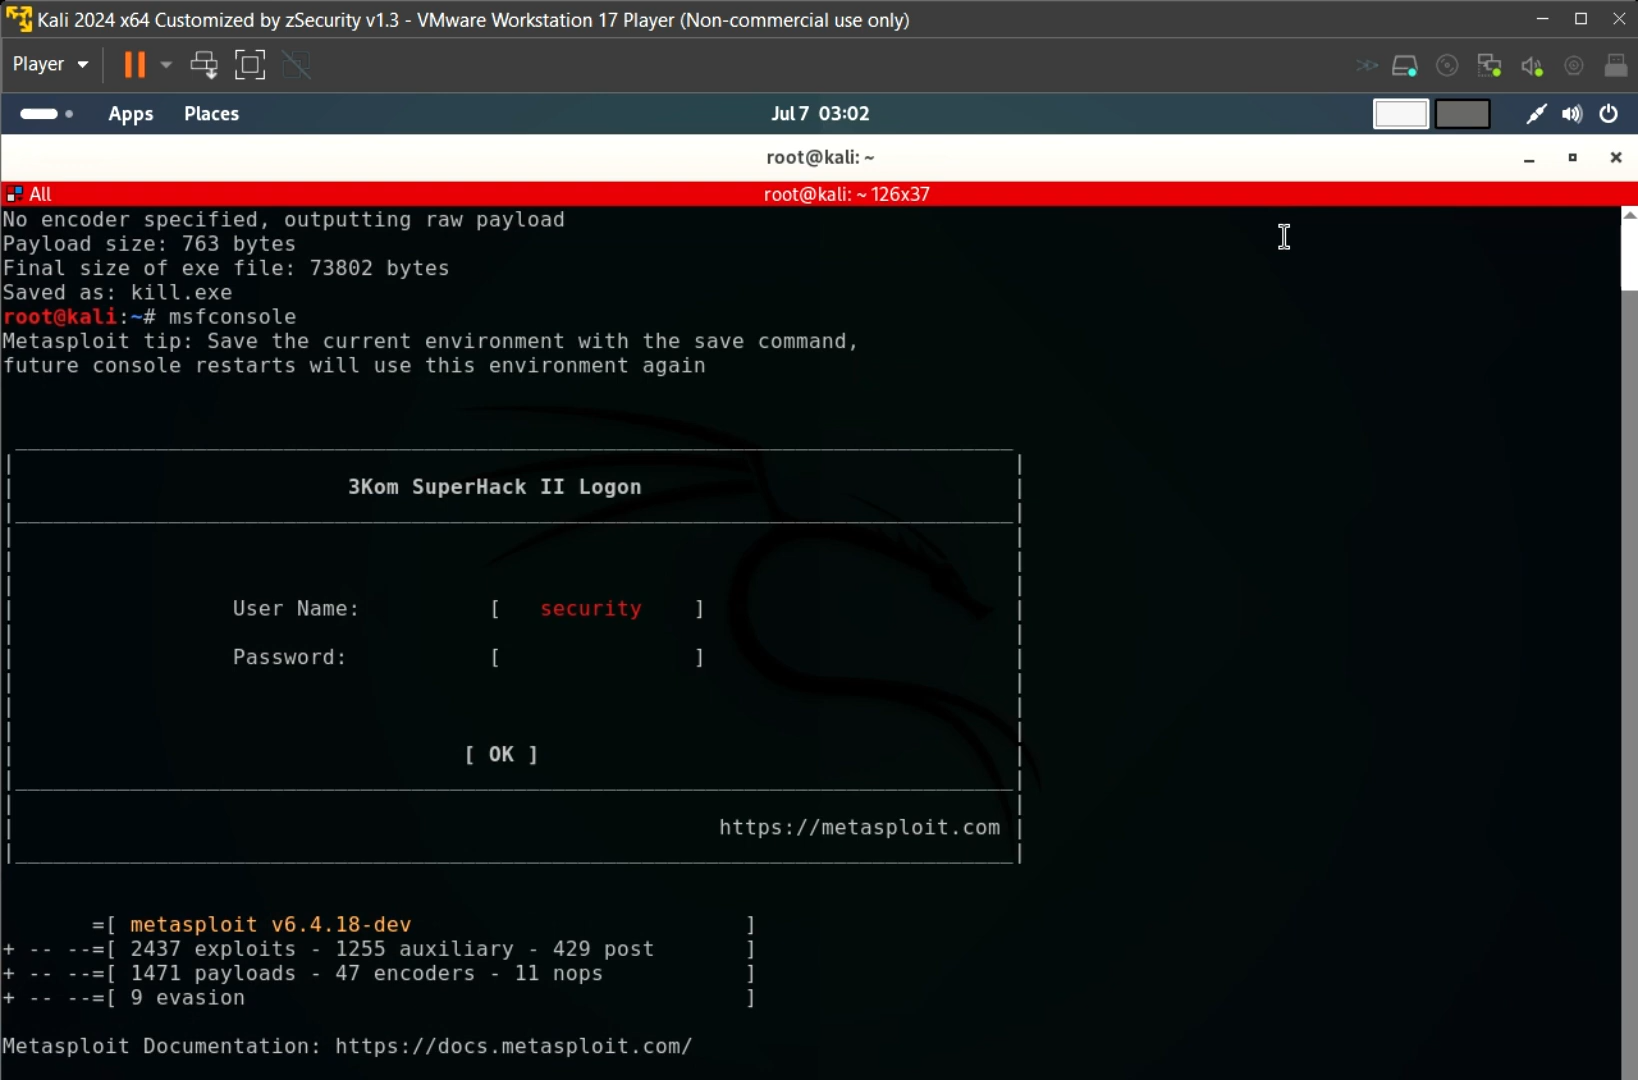 Kali 2024 x64 Customized by zSecurity v1.3 - VMware Workstation 17 Player (Non-commercial use only)
Player
Apps Places Jul 7 03:02
root@kali: ~
All root@kali: ~ 126x37
No encoder specified, outputting raw payload
Payload size: 763 bytes
Final size of exe file: 73802 bytes
Saved as: kill.exe
root@kali:~# msfconsole
Metasploit tip: Save the current environment with the save command,
future console restarts will use this environment again
3Kom SuperHack II Logon
User Name: [ security ]
Password: [ ]
[ OK ]
https://metasploit.com
=[ metasploit v6.4.18-dev ]
+ -- --=[ 2437 exploits - 1255 auxiliary - 429 post ]
+ -- --=[ 1471 payloads - 47 encoders - 11 nops ]
+ -- --=[ 9 evasion ]
Metasploit Documentation: https://docs.metasploit.com/